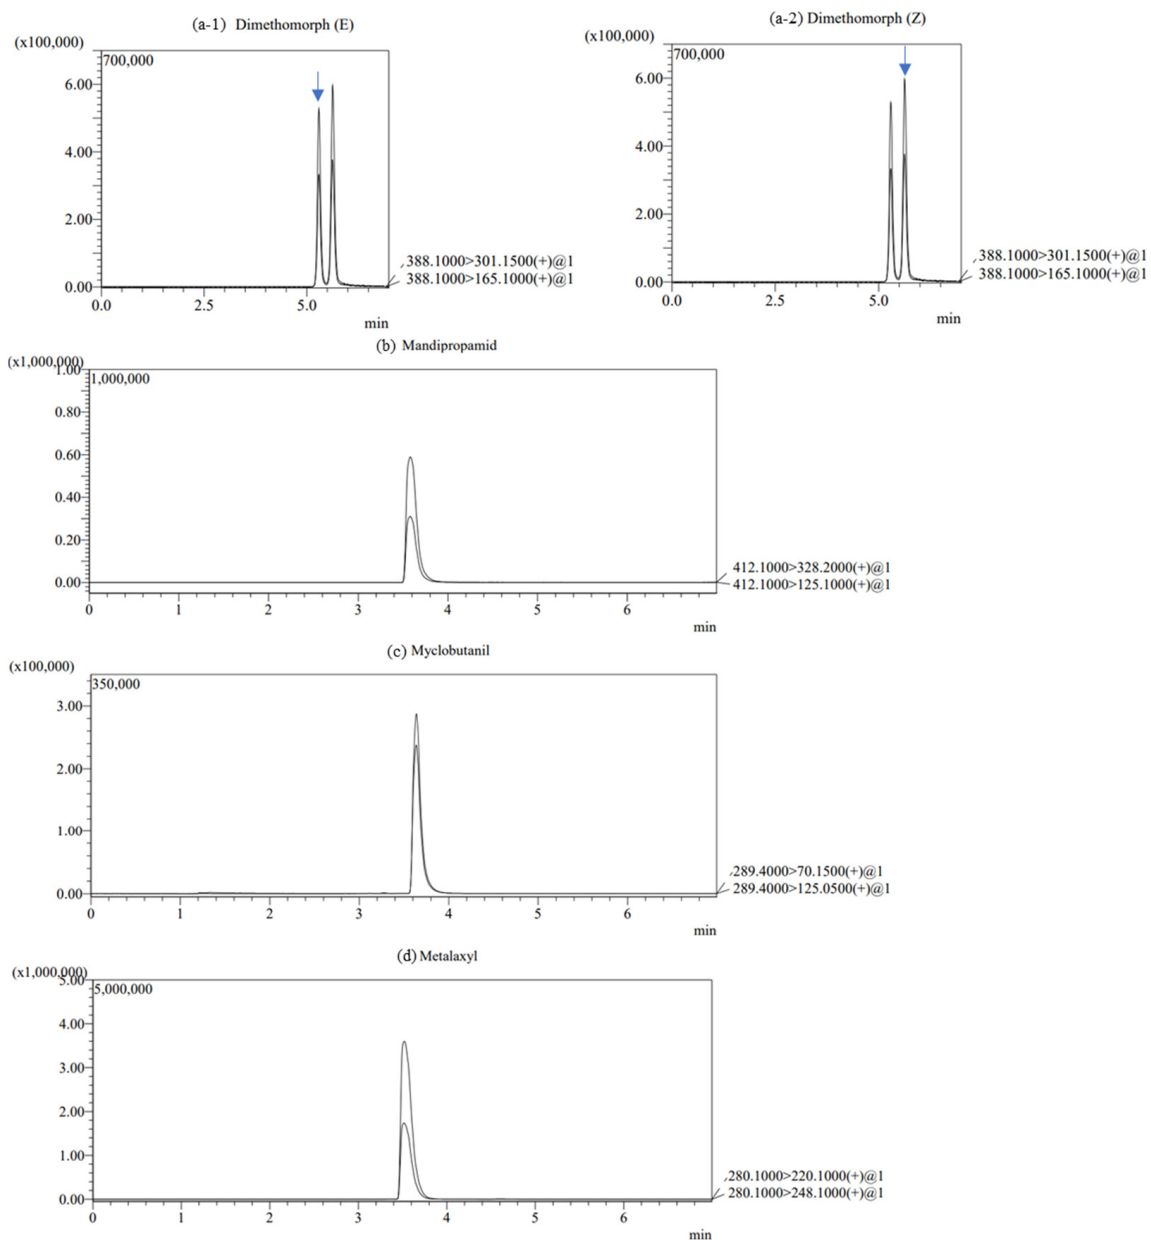 (a-1) Dimethomorph (E)
(x100,000)
700,000
6.00
4.00
2.00
0.00
0.0 2.5 5.0
min
388.1000>301.1500(+)@1
388.1000>165.1000(+)@1
(a-2) Dimethomorph (Z)
(x100,000)
700,000
6.00
4.00
2.00
0.00
0.0 2.5 5.0
min
388.1000>301.1500(+)@1
388.1000>165.1000(+)@1
(b) Mandipropamid
(x1,000,000)
1.00
1,000,000
0.80
0.60
0.40
0.20
0.00
0 1 2 3 4 5 6
min
412.1000>328.2000(+)@1
412.1000>125.1000(+)@1
(c) Myclobutanil
(x100,000)
350,000
3.00
2.00
1.00
0.00
0 1 2 3 4 5 6
min
289.4000>70.1500(+)@1
289.4000>125.0500(+)@1
(d) Metalaxyl
(x1,000,000)
5.00
5,000,000
4.00
3.00
2.00
1.00
0.00
0 1 2 3 4 5 6
min
280.1000>220.1000(+)@1
280.1000>248.1000(+)@1